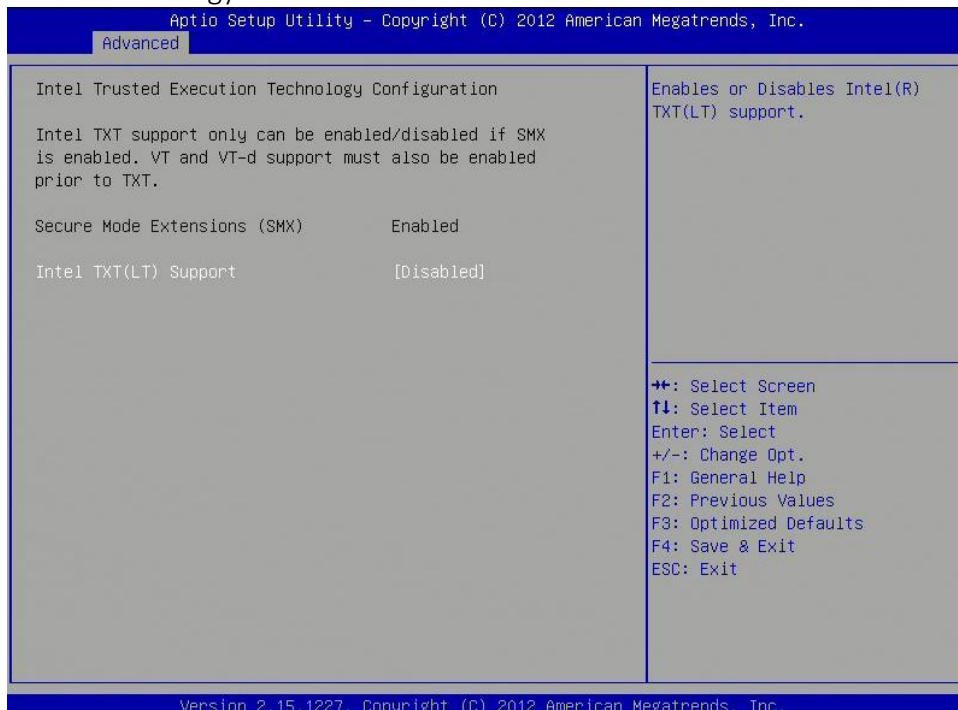 Aptio Setup Utility – Copyright (C) 2012 American Megatrends, Inc.
Advanced
Intel Trusted Execution Technology Configuration
Intel TXT support only can be enabled/disabled if SMX
is enabled. VT and VT-d support must also be enabled
prior to TXT.
Secure Mode Extensions (SMX) Enabled
Intel TXT(LT) Support [Disabled]
Enables or Disables Intel(R)
TXT(LT) support.
→←: Select Screen
↑↓: Select Item
Enter: Select
+/-: Change Opt.
F1: General Help
F2: Previous Values
F3: Optimized Defaults
F4: Save & Exit
ESC: Exit
Version 2.15.1227. Copyright (C) 2012 American Megatrends, Inc.